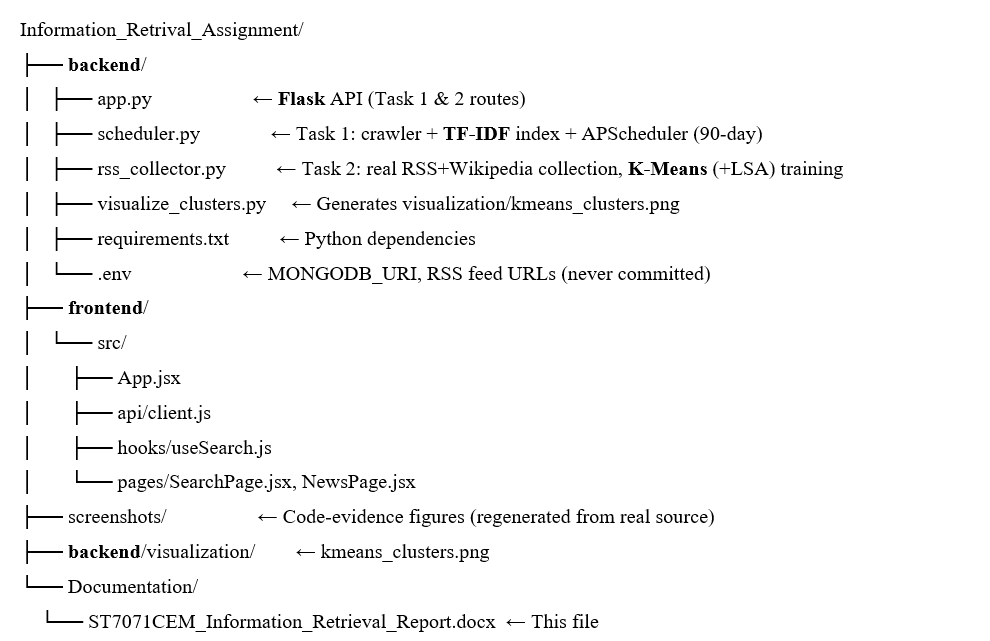 Information_Retrival_Assignment/
├── backend/
│   ├── app.py ← Flask API (Task 1 & 2 routes)
│   ├── scheduler.py ← Task 1: crawler + TF-IDF index + APScheduler (90-day)
│   ├── rss_collector.py ← Task 2: real RSS+Wikipedia collection, K-Means (+LSA) training
│   ├── visualize_clusters.py ← Generates visualization/kmeans_clusters.png
│   ├── requirements.txt ← Python dependencies
│   └── .env ← MONGODB_URI, RSS feed URLs (never committed)
├── frontend/
│   └── src/
│       ├── App.jsx
│       ├── api/client.js
│       ├── hooks/useSearch.js
│       └── pages/SearchPage.jsx, NewsPage.jsx
├── screenshots/ ← Code-evidence figures (regenerated from real source)
├── backend/visualization/ ← kmeans_clusters.png
└── Documentation/
    └── ST7071CEM_Information_Retrieval_Report.docx ← This file